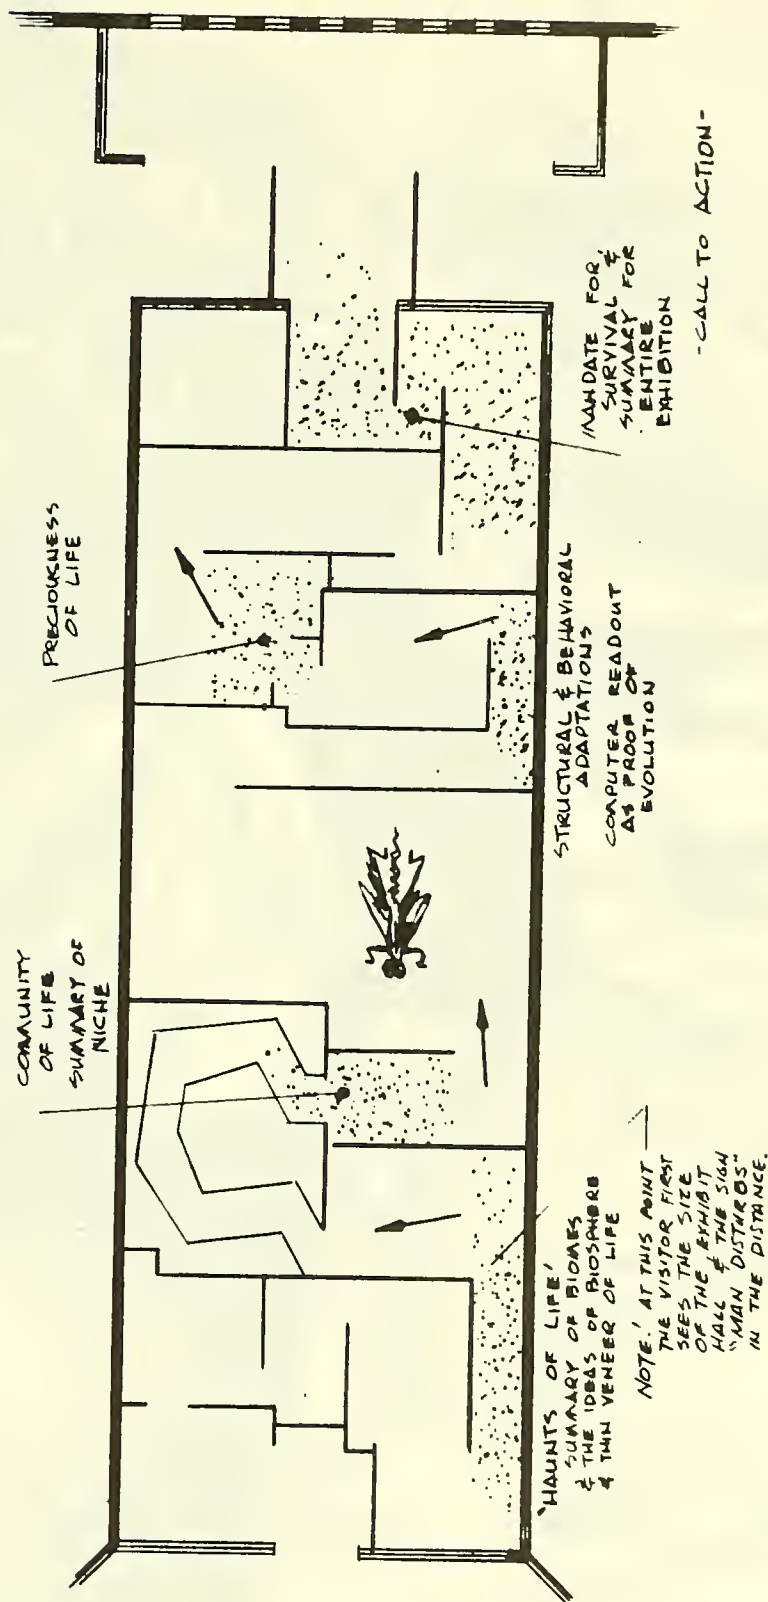 COMMUNITY
OF LIFE
SUMMARY OF
NICHE
PRECIOUSNESS
OF LIFE
'HAUNTS OF LIFE'
SUMMARY OF BIOMES
& THE IDEAS OF BIOSPHERE
& THIN VENEER OF LIFE
NOTE: AT THIS POINT
THE VISITOR FIRST
SEES THE SIZE
OF THE EXHIBIT
HALL & THE SIGN
"MAN DISTURBS"
IN THE DISTANCE.
STRUCTURAL & BEHAVIORAL
ADAPTATIONS
COMPUTER READOUT
AS PROOF OF
EVOLUTION
MANDATE FOR
SURVIVAL &
SUMMARY FOR
ENTIRE
EXHIBITION
-CALL TO ACTION-